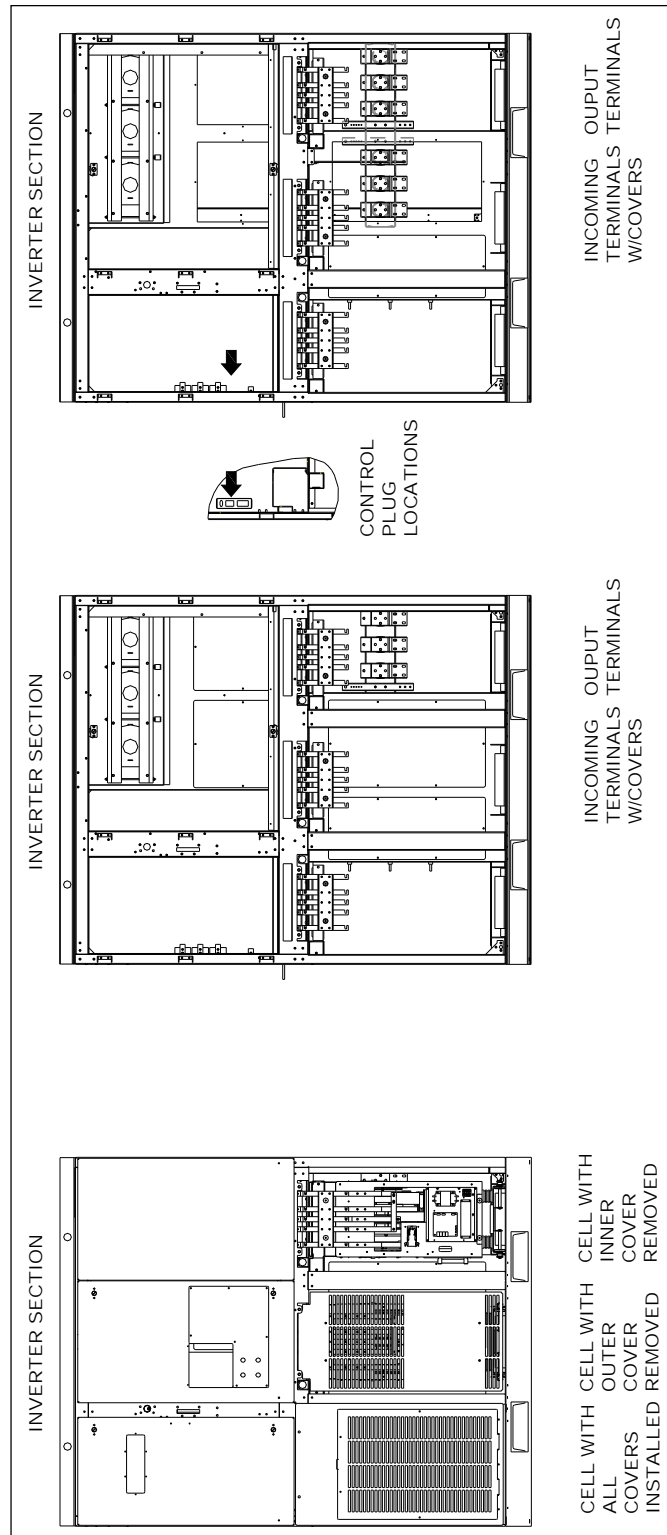 INVERTER SECTION
INVERTER SECTION
INVERTER SECTION
CONTROL
PLUG
LOCATIONS
CELL WITH
ALL
COVERS
INSTALLED
CELL WITH
OUTER
COVER
REMOVED
CELL WITH
INNER
COVER
REMOVED
INCOMING
TERMINALS
W/COVERS
OUPUT
TERMINALS
INCOMING
TERMINALS
W/COVERS
OUPUT
TERMINALS